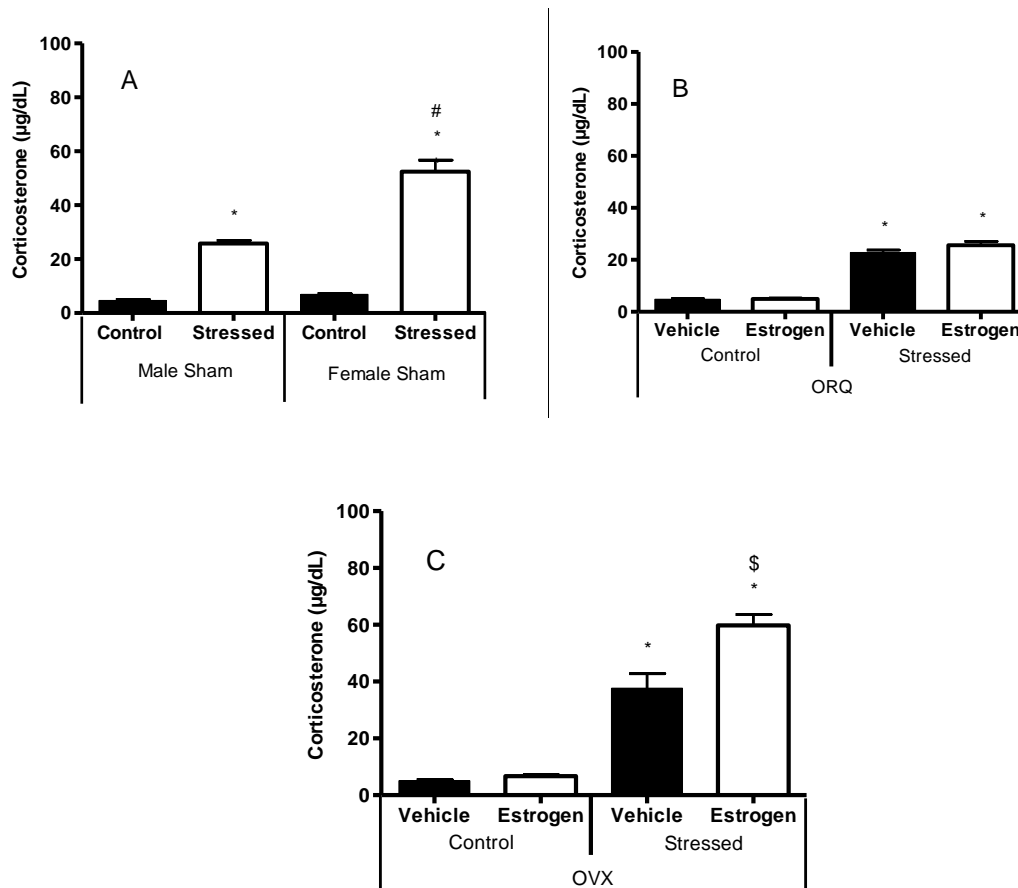 A
Corticosterone (µg/dL)
100
80
60
40
20
0
*
#
*
Control Stressed Control Stressed
Male Sham Female Sham
B
Corticosterone (µg/dL)
100
80
60
40
20
0
* *
Vehicle Estrogen Vehicle Estrogen
Control Stressed
ORQ
C
Corticosterone (µg/dL)
100
80
60
40
20
0
*
$
*
Vehicle Estrogen Vehicle Estrogen
Control Stressed
OVX